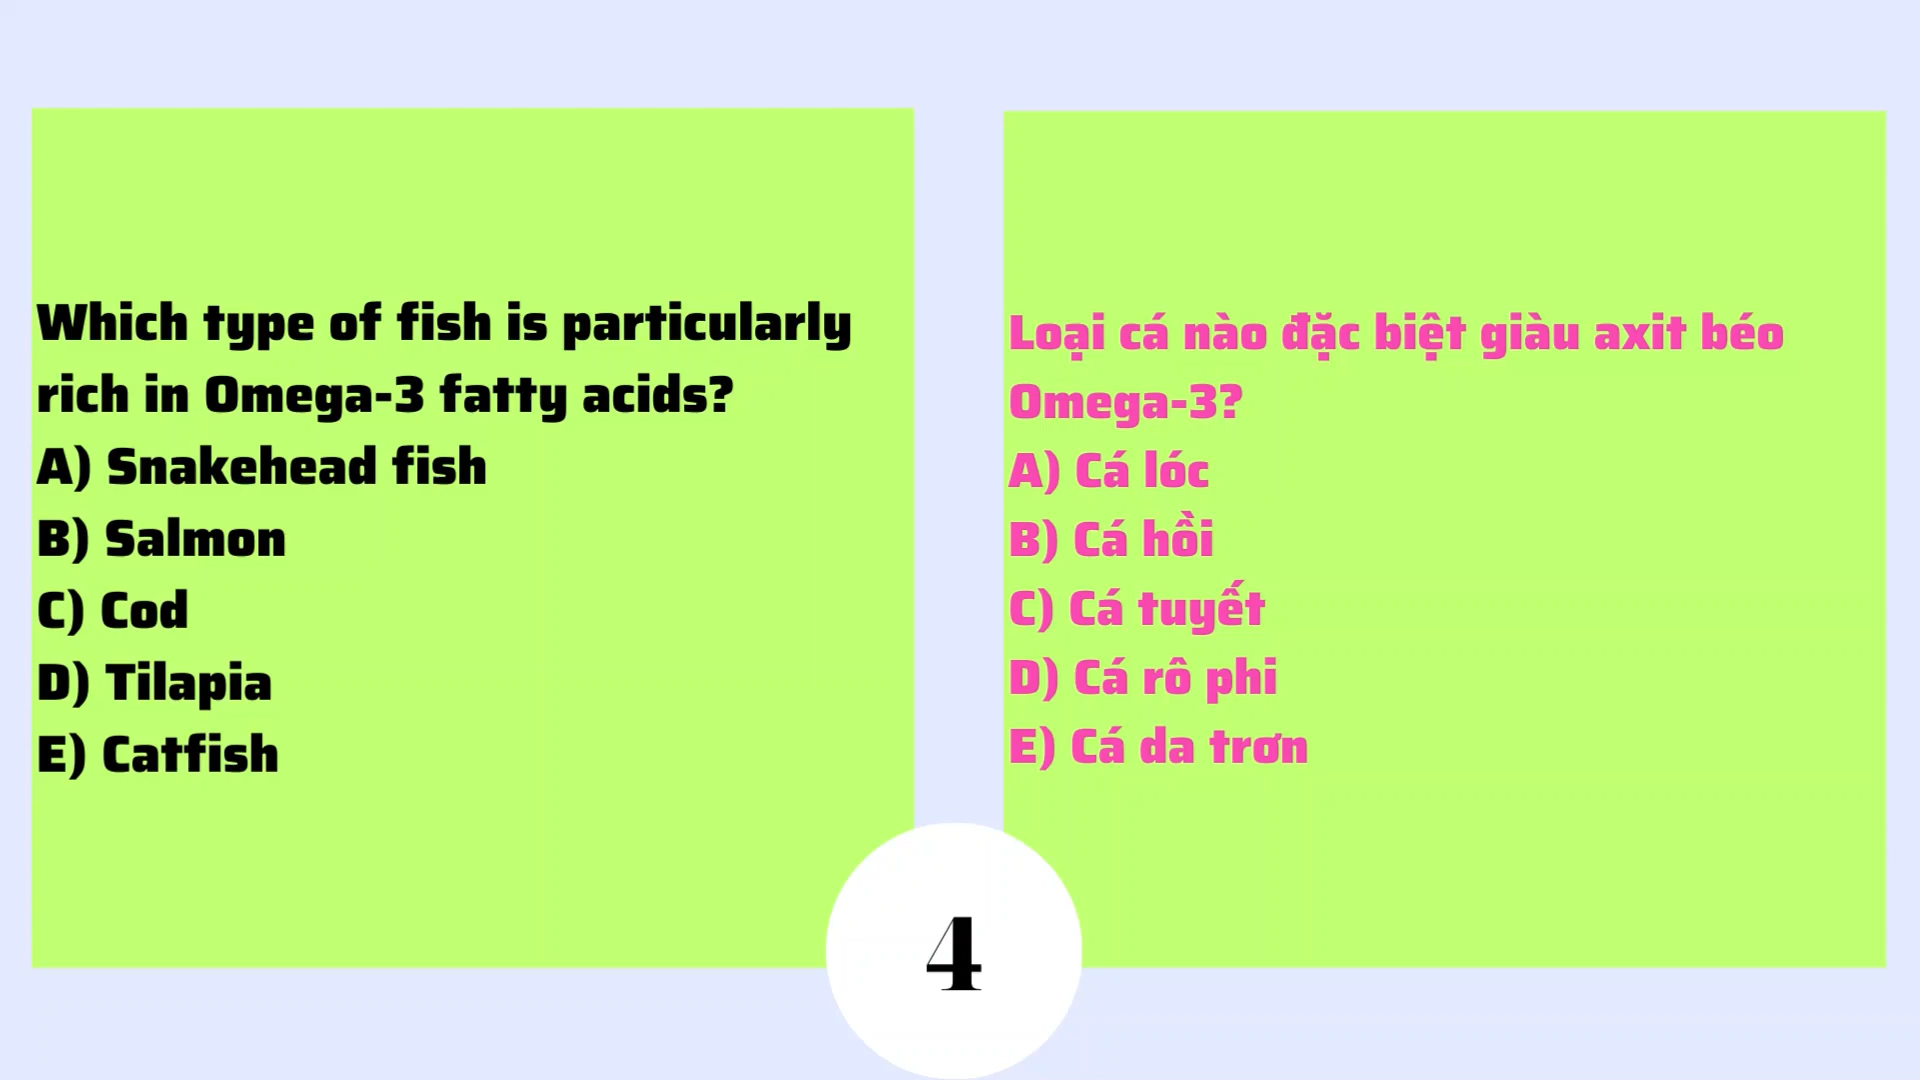 Which type of fish is particularly
rich in Omega-3 fatty acids?
A) Snakehead fish
B) Salmon
C) Cod
D) Tilapia
E) Catfish
Loại cá nào đặc biệt giàu axit béo
Omega-3?
A) Cá lóc
B) Cá hồi
C) Cá tuyết
D) Cá rô phi
E) Cá da trơn
4